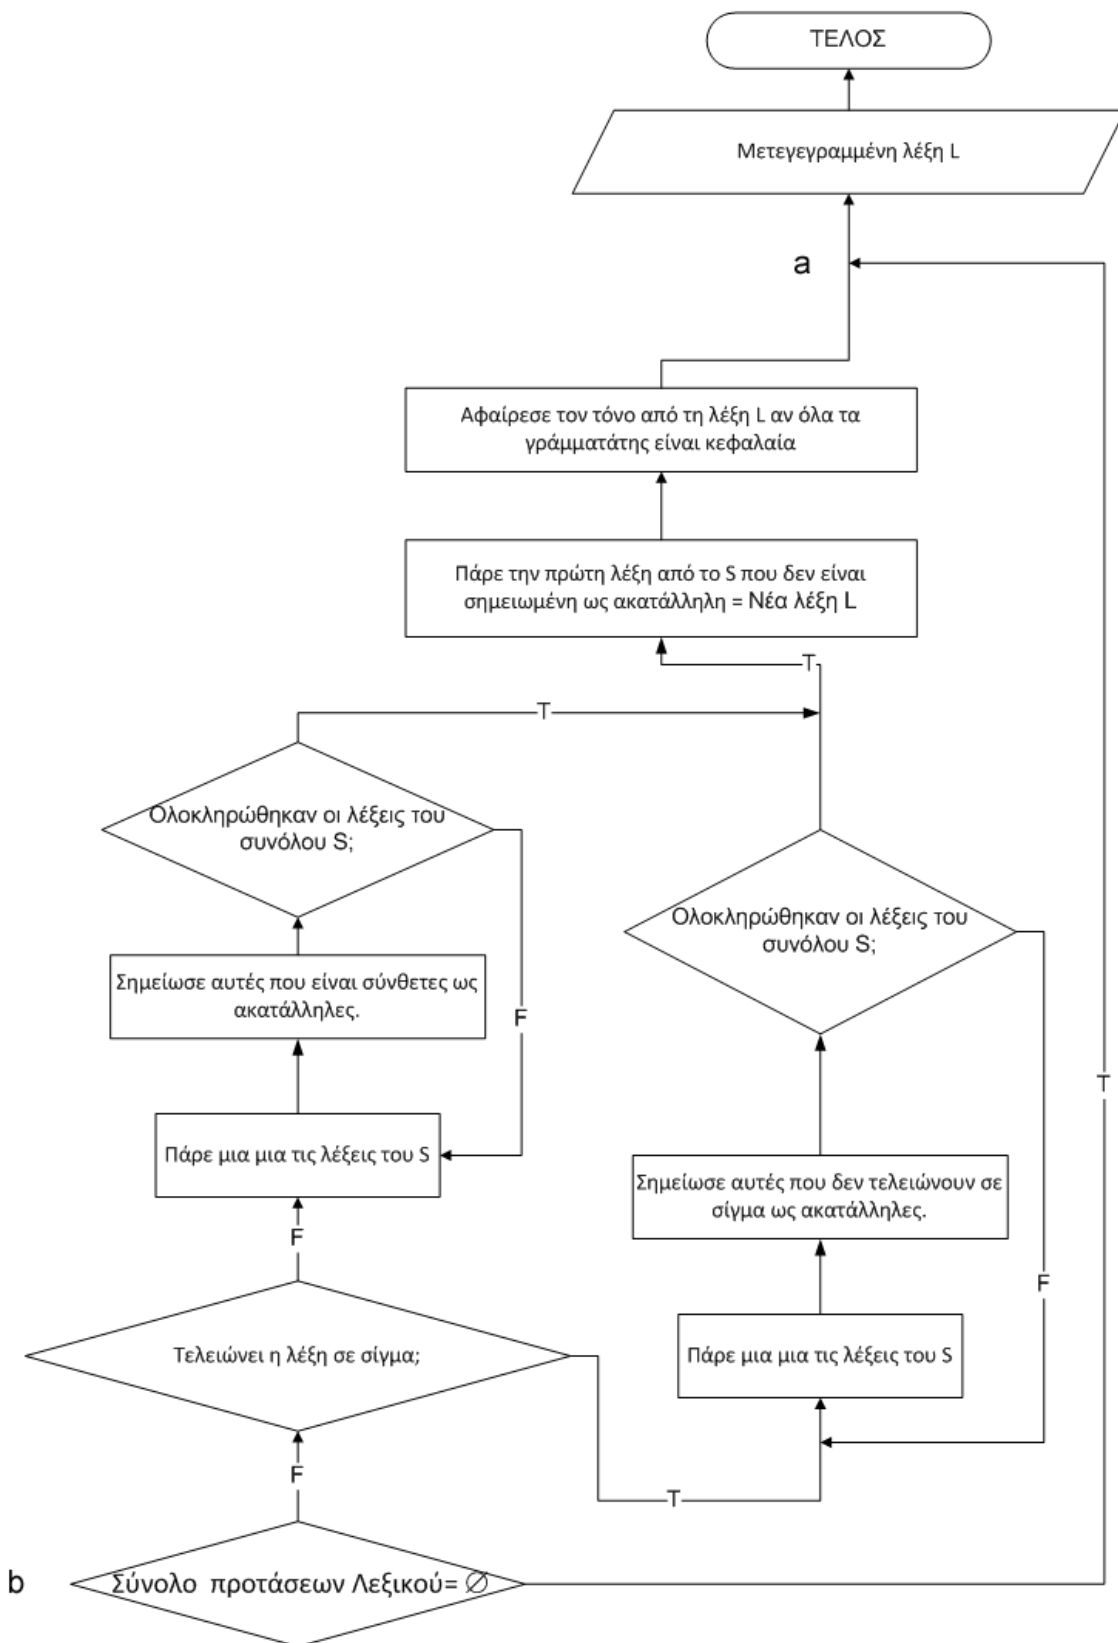 ΤΕΛΟΣ
Μετεγεγραμμένη λέξη L
a
Αφαίρεσε τον τόνο από τη λέξη L αν όλα τα
γράμματάτης είναι κεφαλαία
Πάρε την πρώτη λέξη από το S που δεν είναι
σημειωμένη ως ακατάλληλη = Νέα λέξη L
T
T
Ολοκληρώθηκαν οι λέξεις του
συνόλου S;
Ολοκληρώθηκαν οι λέξεις του
συνόλου S;
Σημείωσε αυτές που είναι σύνθετες ως
ακατάλληλες.
F
T
Πάρε μια μια τις λέξεις του S
Σημείωσε αυτές που δεν τελειώνουν σε
σίγμα ως ακατάλληλες.
F
F
Τελειώνει η λέξη σε σίγμα;
Πάρε μια μια τις λέξεις του S
F
T
b
Σύνολο προτάσεων Λεξικού= ∅